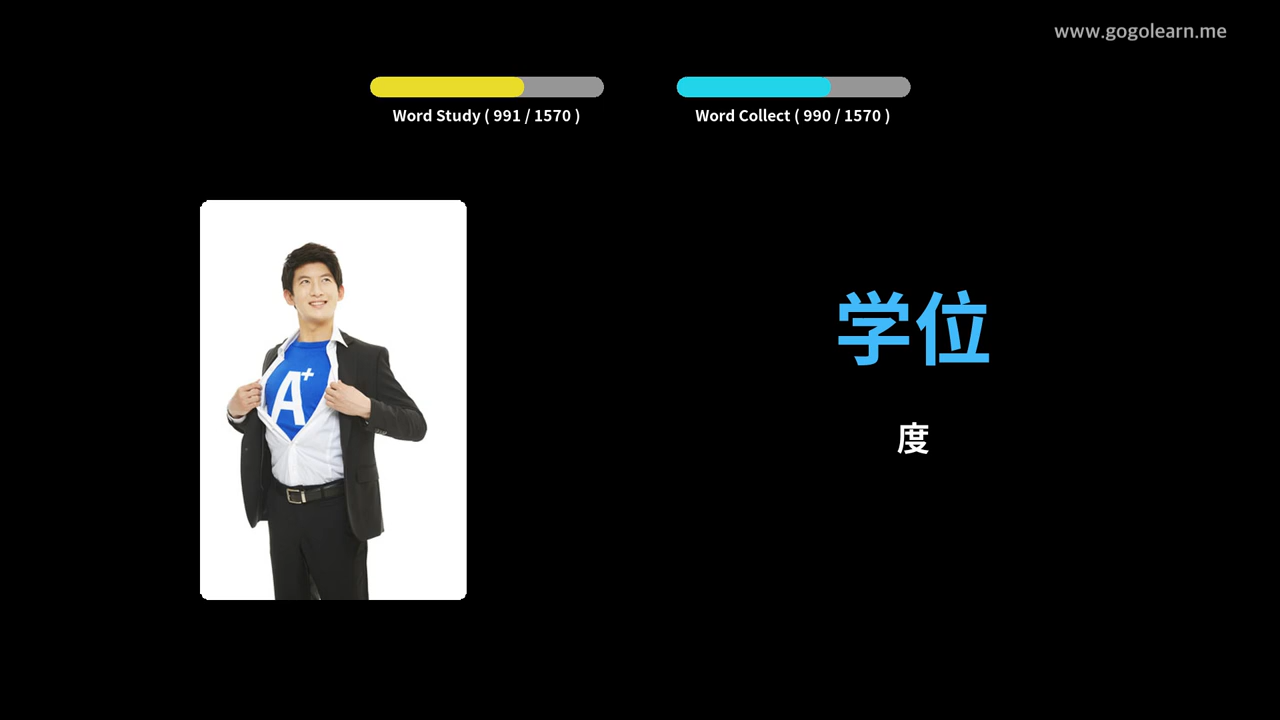 www.gogolearn.me
Word Study ( 991 / 1570 )
Word Collect ( 990 / 1570 )
A+
学位
度